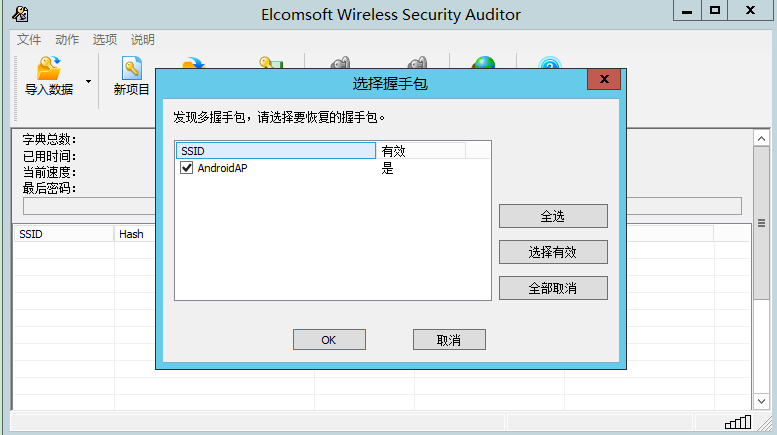 Elcomsoft Wireless Security Auditor
文件 动作 选项 说明
导入数据 新项目
选择握手包
发现多握手包，请选择要恢复的握手包。
SSID 有效
AndroidAP 是
全选
选择有效
全部取消
OK 取消
字典总数：
已用时间：
当前速度：
最后密码：
SSID Hash